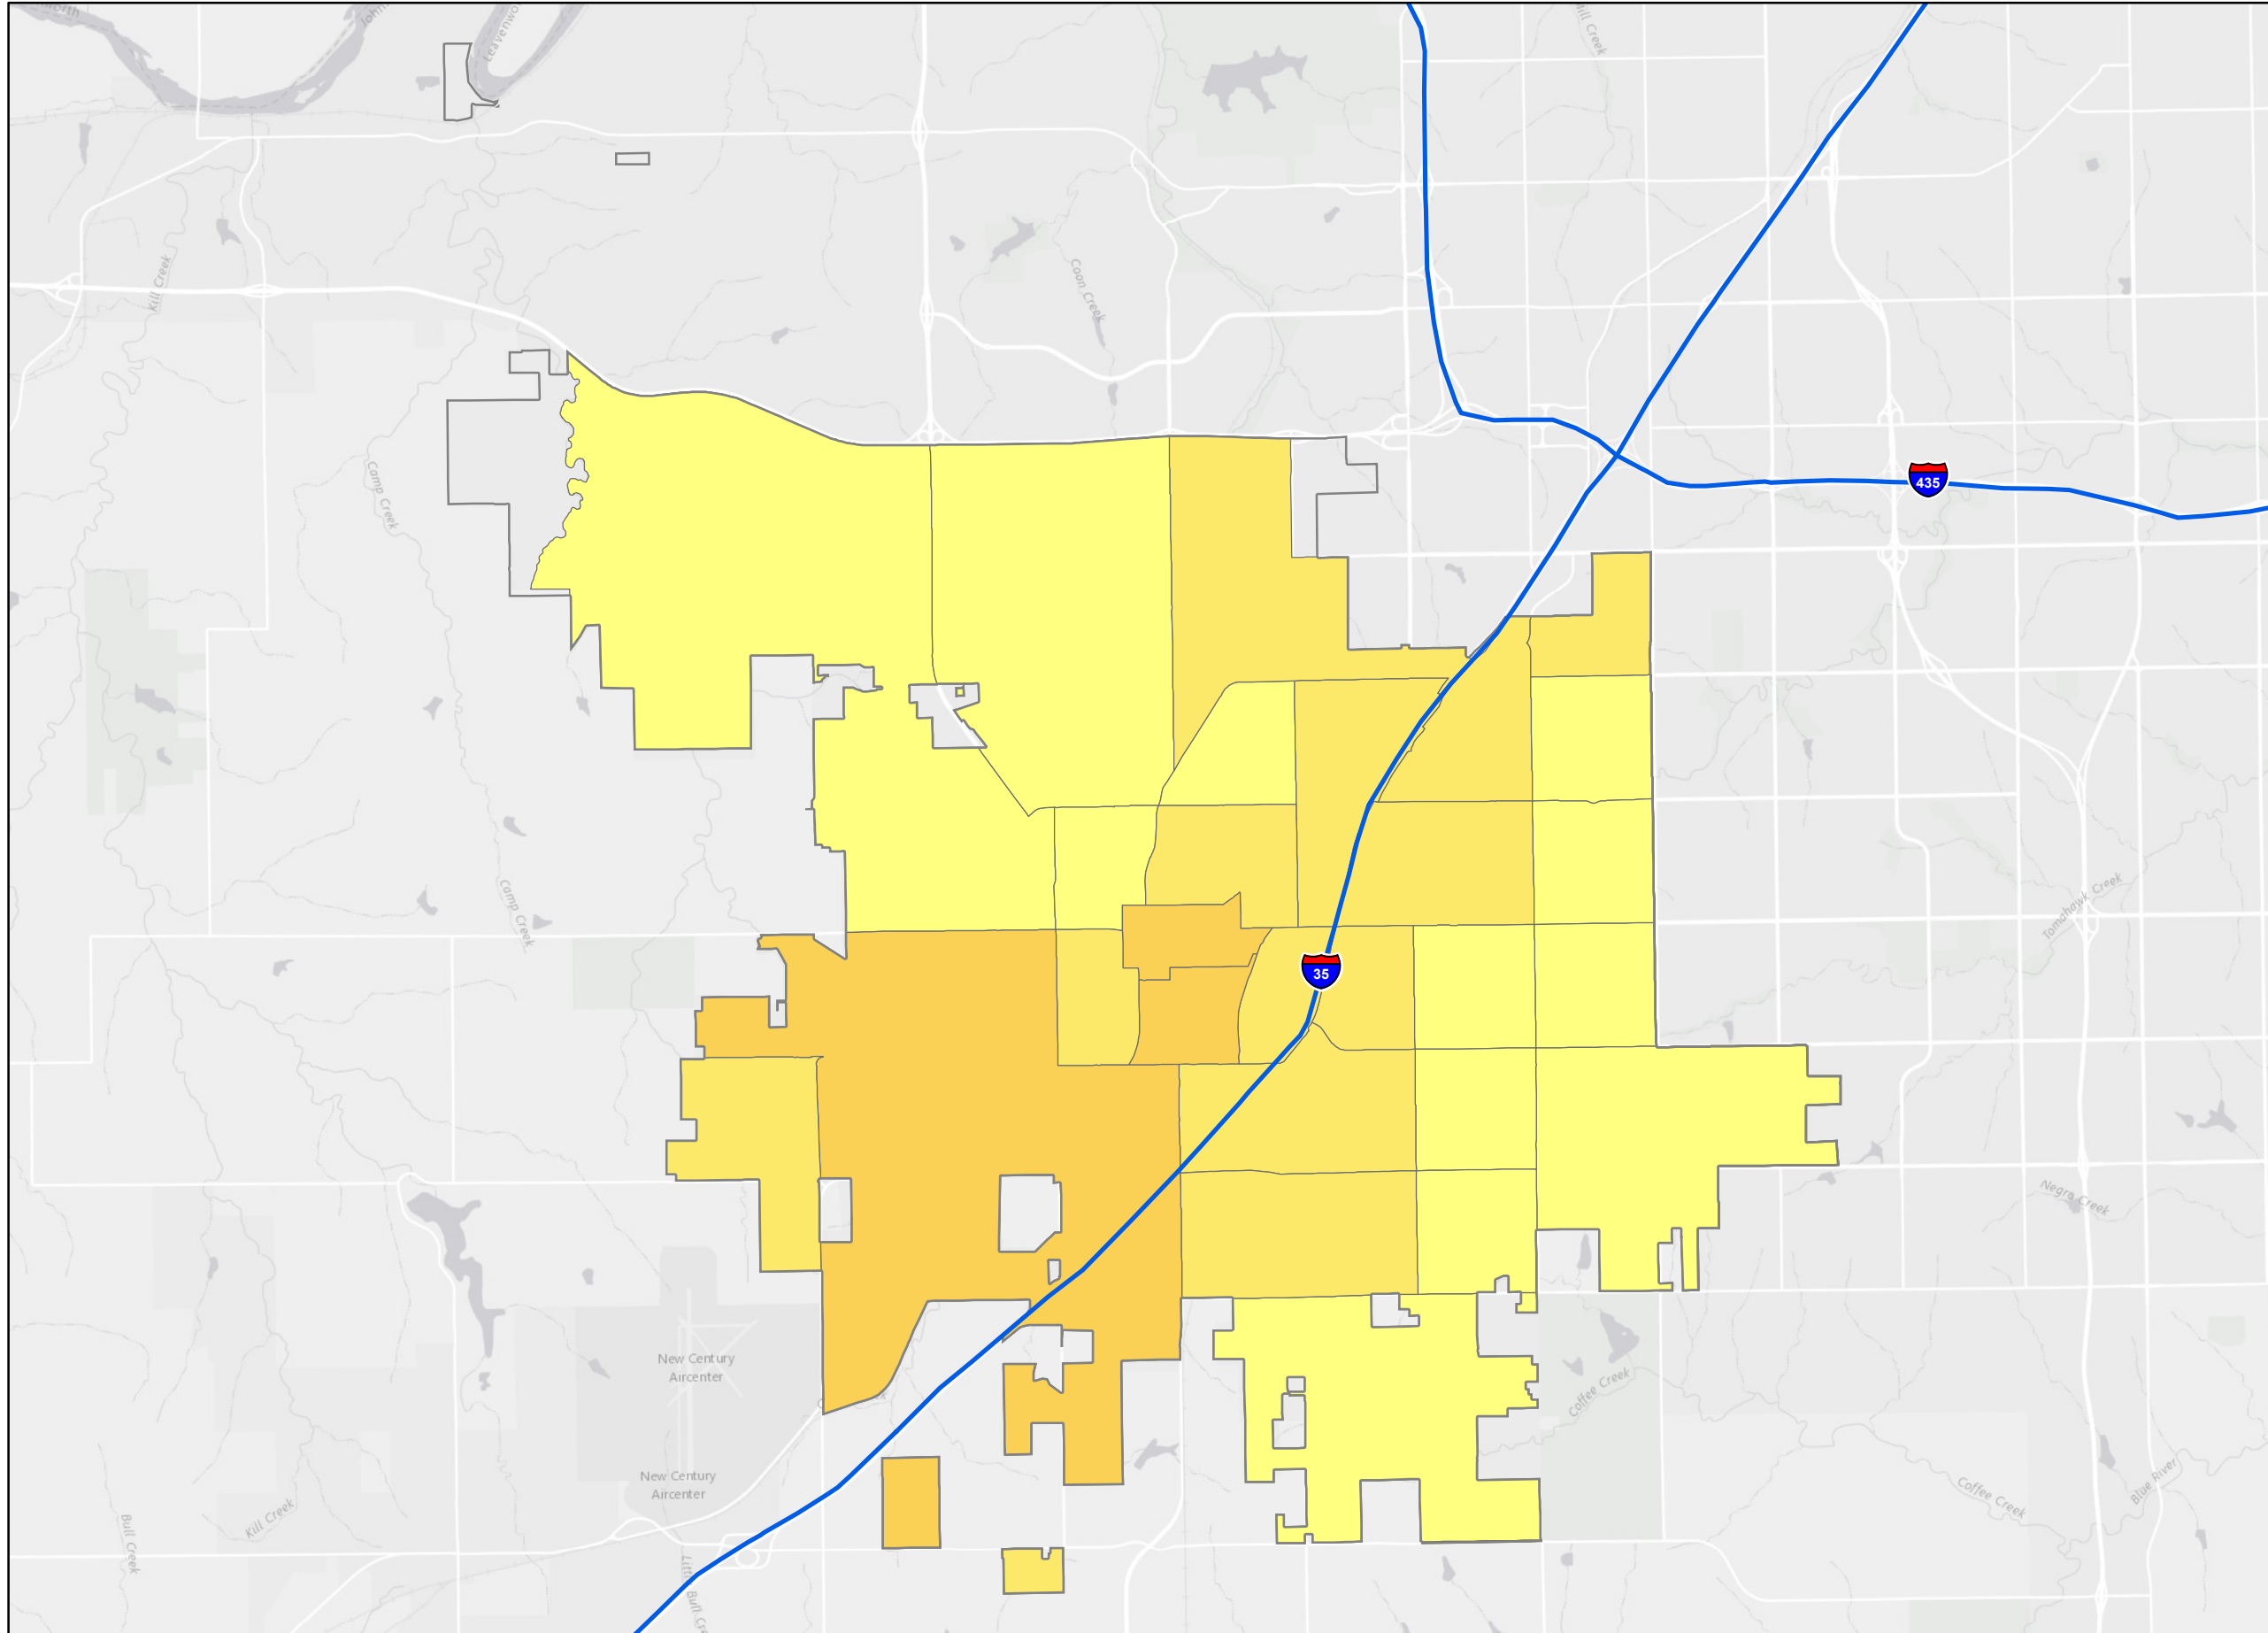 Kill Creek
Coon Creek
Camp Creek
435
Camp Creek
Tomahawk Creek
35
Negro Creek
New Century
Aircenter
Coffee Creek
New Century
Aircenter
Kill Creek
Bull Creek
Coffee Creek
Blue River